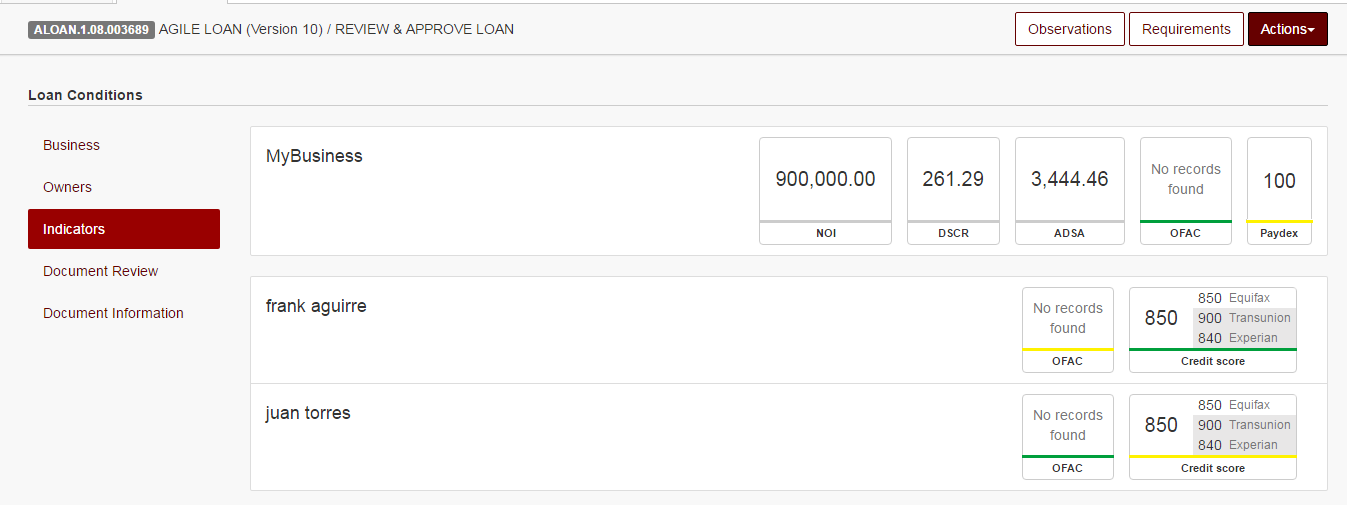 ALOAN.1.08.003689 AGILE LOAN (Version 10) / REVIEW & APPROVE LOAN
Observations
Requirements
Actions
Loan Conditions
Business
Owners
Indicators
Document Review
Document Information
MyBusiness
900,000.00
NOI
261.29
DSCR
3,444.46
ADSA
No records
found
OFAC
100
Paydex
frank aguirre
No records
found
OFAC
850
850 Equifax
900 Transunion
840 Experian
Credit score
juan torres
No records
found
OFAC
850
850 Equifax
900 Transunion
840 Experian
Credit score